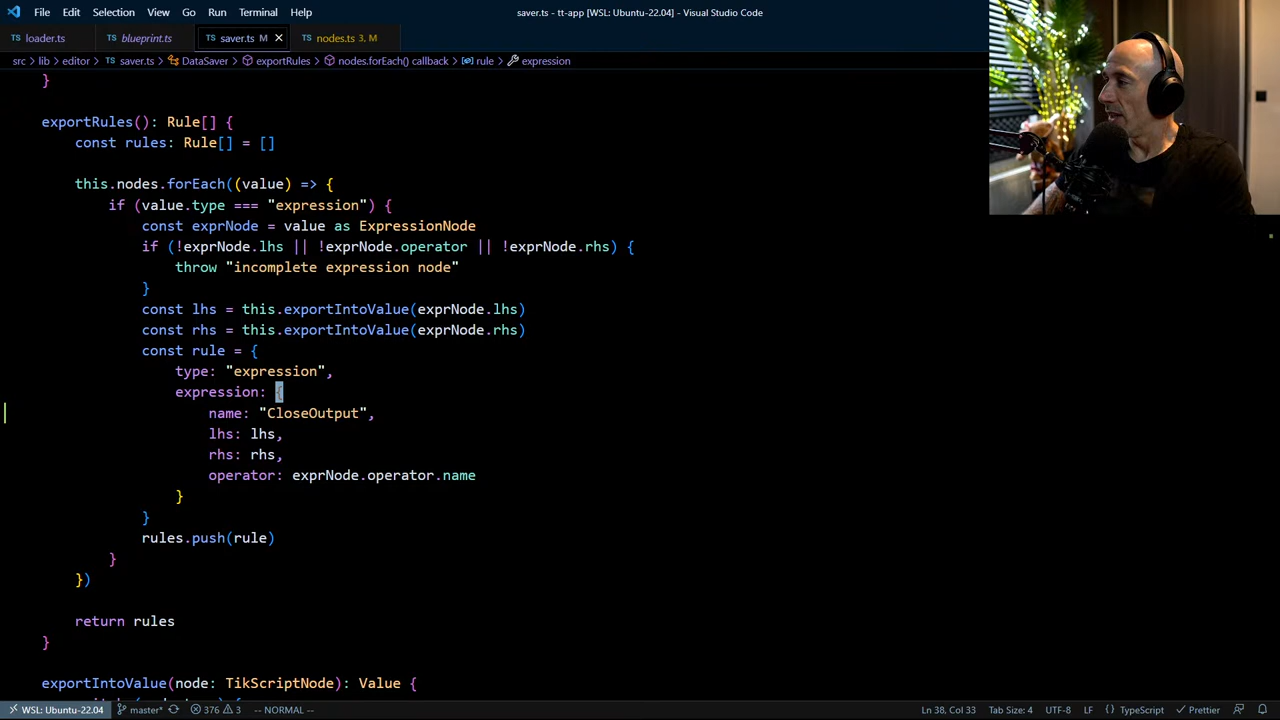 File Edit Selection View Go Run Terminal Help
saver.ts - tt-app [WSL: Ubuntu-22.04] - Visual Studio Code
TS loader.ts TS blueprint.ts TS saver.ts M TS nodes.ts 3, M
src > lib > editor > TS saver.ts > DataSaver > exportRules > nodes.forEach() callback > rule > expression
}
exportRules(): Rule[] {
const rules: Rule[] = []
this.nodes.forEach((value) => {
if (value.type === "expression") {
const exprNode = value as ExpressionNode
if (!exprNode.lhs || !exprNode.operator || !exprNode.rhs) {
throw "incomplete expression node"
}
const lhs = this.exportIntoValue(exprNode.lhs)
const rhs = this.exportIntoValue(exprNode.rhs)
const rule = {
type: "expression",
expression: {
name: "CloseOutput",
lhs: lhs,
rhs: rhs,
operator: exprNode.operator.name
}
}
rules.push(rule)
}
})
return rules
}
exportIntoValue(node: TikScriptNode): Value {
WSL: Ubuntu-22.04 master* 376 3 -- NORMAL -- Ln 38, Col 33 Tab Size: 4 UTF-8 LF {} TypeScript Prettier